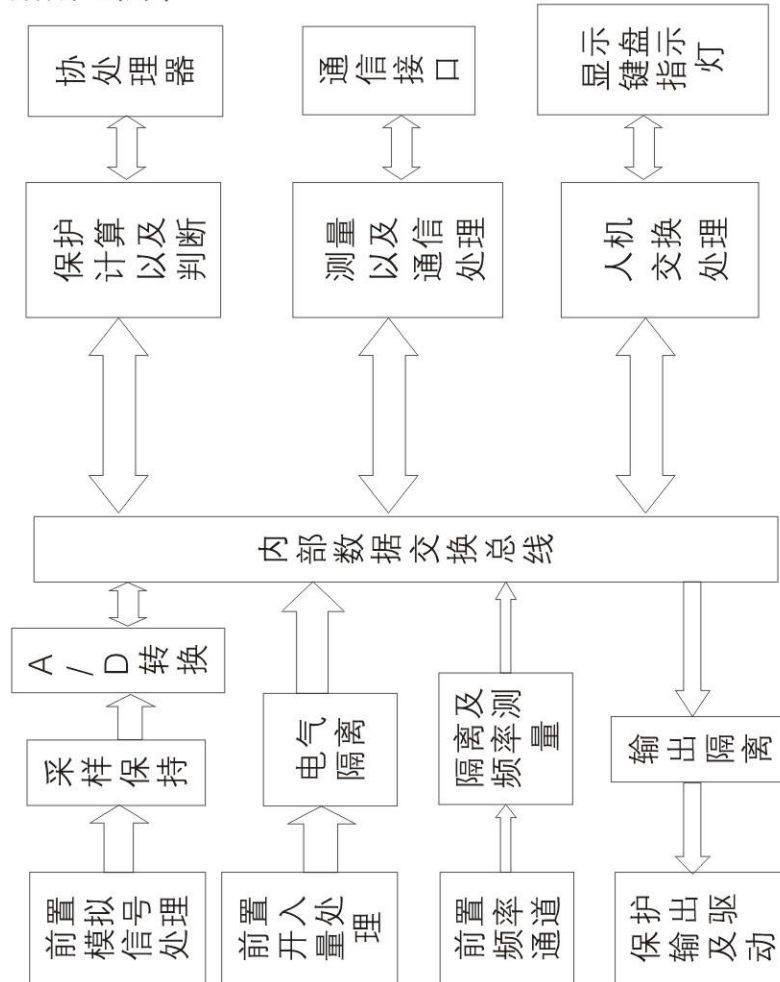 协处理器
通信接口
显示
键盘
指示
灯
保护
计算
以及
判断
测量
以及
通信
处理
人机
交换
处理
内部数据交换总线
A/D转换
采样保持
电气
隔离
隔离及
频率测
量
输出隔离
前置
模拟
信号
处理
前置
开入
量处
理
前置
频率
通道
保护
输出
及驱
动